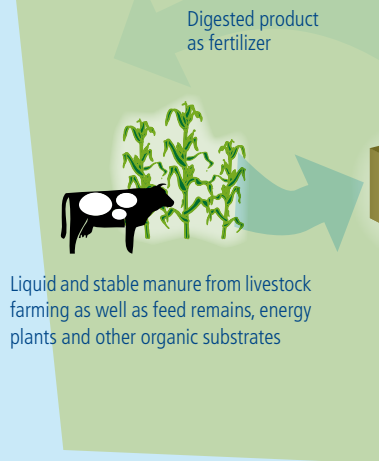 Digested product
as fertilizer
Liquid and stable manure from livestock
farming as well as feed remains, energy
plants and other organic substrates